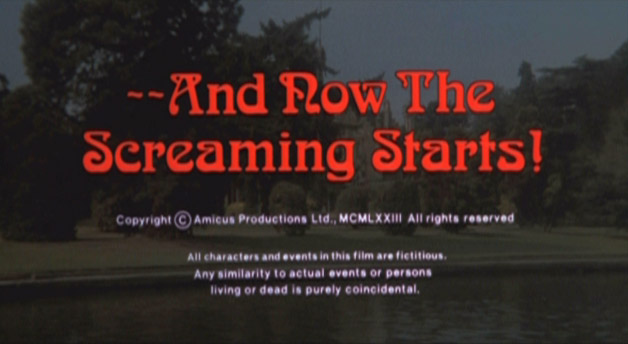 --And Now The
Screaming Starts!
Copyright © Amicus Productions Ltd., MCMLXXIII All rights reserved
All characters and events in this film are fictitious.
Any similarity to actual events or persons
living or dead is purely coincidental.